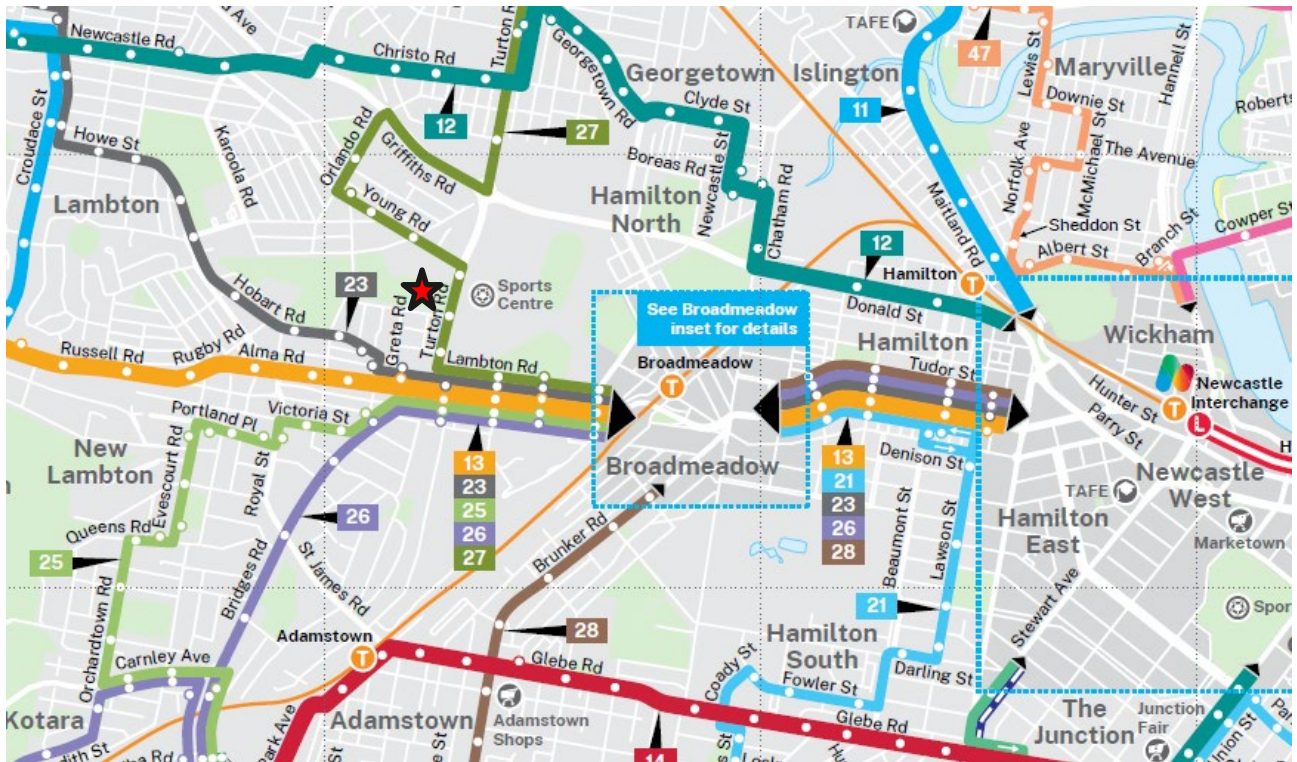 Newcastle Rd
Christo Rd
Turton R
Georgetown Rd
Georgetown
Islington
TAFE
47
Lewis St
Maryville
Hannell St
Roberts
Croudace St
Howe St
Karoola Rd
12
27
Orlando Rd
Griffiths Rd
Clyde St
11
Downie St
McMichael St
The Avenue
Norfolk Ave
Boreas Rd
Newcastle St
Lambton
Young Rd
Hamilton
North
Chatham Rd
Maitland Rd
Sheddon St
Albert St
Branch St
Cowper St
12
Hamilton
T
23
Hobart Rd
Greta Rd
Turton Rd
Sports
Centre
See Broadmeadow
inset for details
Donald St
Wickham
Russell Rd
Rugby Rd
Alma Rd
Lambton Rd
Broadmeadow
T
Hamilton
Tudor St
Newcastle
Interchange
T
L
Hunter St
Parry St
Portland Pl
Victoria St
New
Lambton
Evescourt Rd
Royal St
13
23
25
26
27
Broadmeadow
13
21
23
26
28
Denison St
TAFE
Newcastle
West
Marketown
Hamilton
East
Queens Rd
26
25
Bridges Rd
St James Rd
Brunker Rd
Beaumont St
Lawson St
21
Stewart Ave
Orchardtown Rd
Adamstown
T
28
Glebe Rd
Hamilton
South
Carnley Ave
Coady St
Fowler St
Darling St
Kotara
Adamstown
Adamstown
Shops
Glebe Rd
The
Junction
Junction
Fair
Union St
14